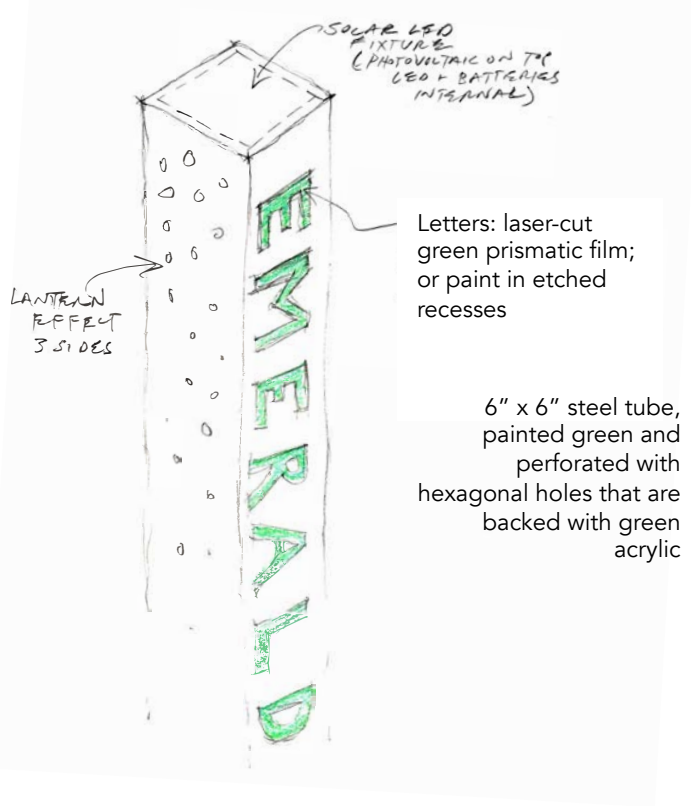 SOLAR LED
FIXTURE
(PHOTOVOLTAIC ON TOP
LED + BATTERIES
INTERNAL)
EMERALD
Letters: laser-cut
green prismatic film;
or paint in etched
recesses
LANTERN
EFFECT
3 SIDES
6” x 6” steel tube,
painted green and
perforated with
hexagonal holes that are
backed with green
acrylic